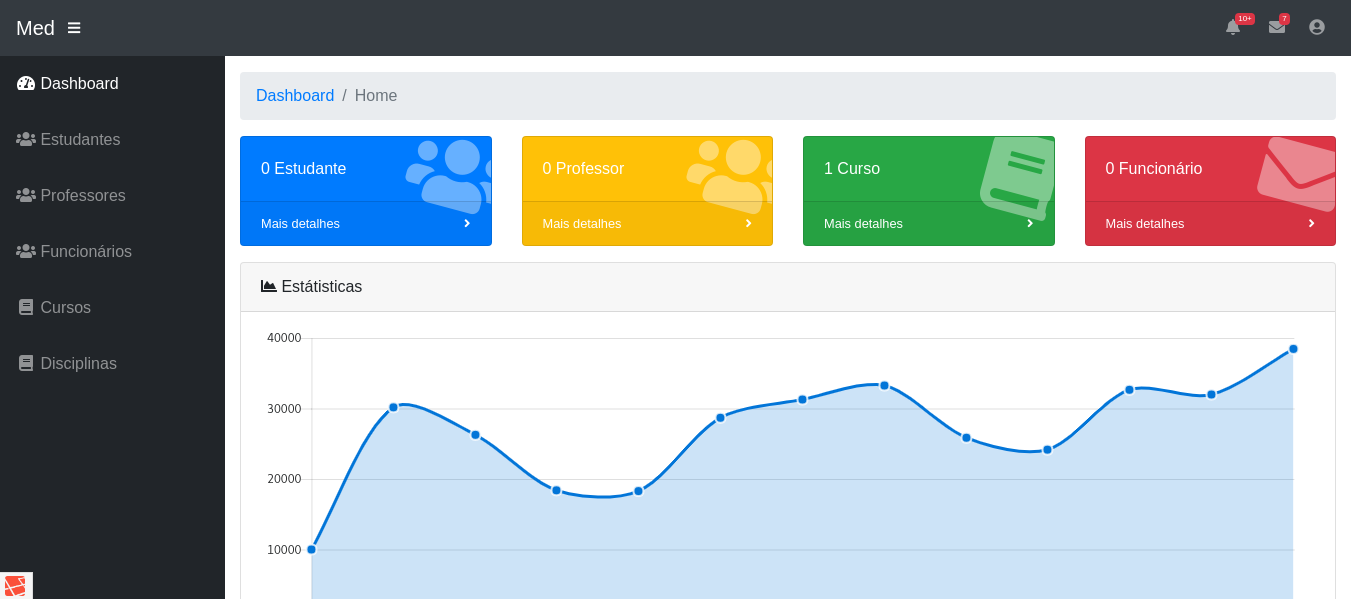 Med
10+
7
Dashboard
Estudantes
Professores
Funcionários
Cursos
Disciplinas
Dashboard / Home
0 Estudante
Mais detalhes
0 Professor
Mais detalhes
1 Curso
Mais detalhes
0 Funcionário
Mais detalhes
Estátisticas
40000
30000
20000
10000